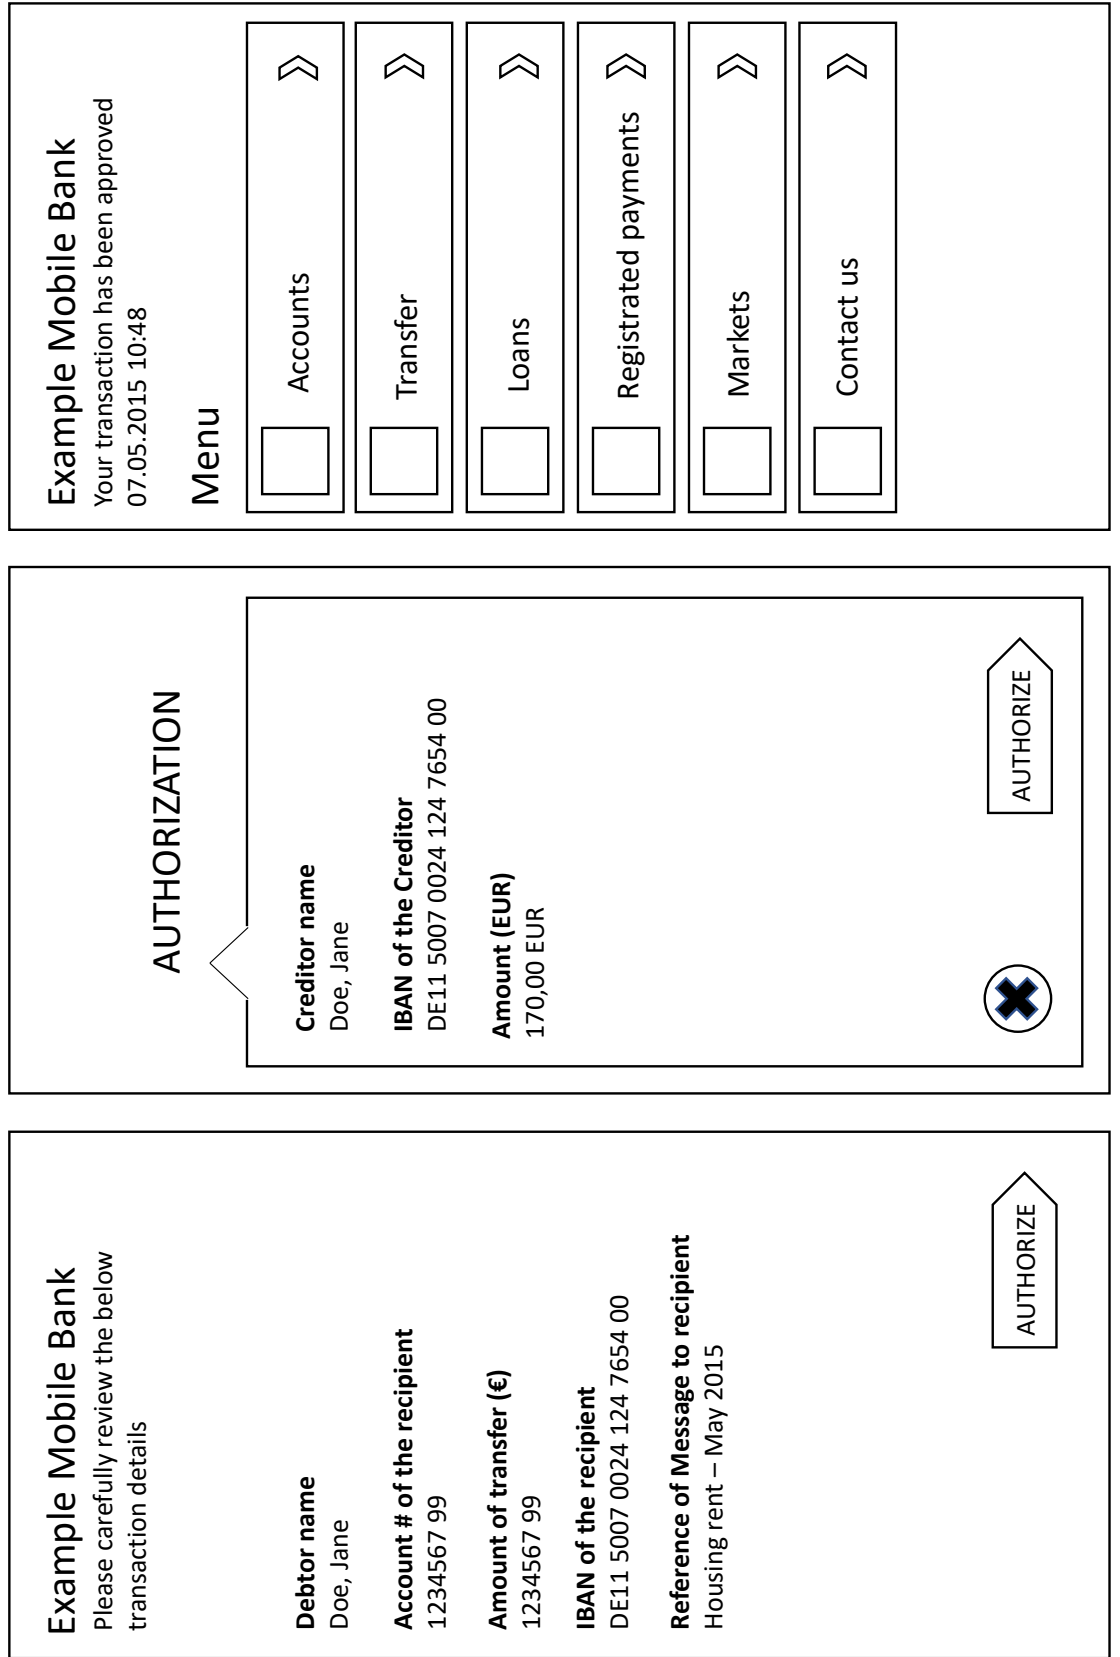 Example Mobile Bank
Please carefully review the below
transaction details
Debtor name
Doe, Jane
Account # of the recipient
1234567 99
Amount of transfer (€)
1234567 99
IBAN of the recipient
DE11 5007 0024 124 7654 00
Reference of Message to recipient
Housing rent – May 2015
AUTHORIZE
AUTHORIZATION
Creditor name
Doe, Jane
IBAN of the Creditor
DE11 5007 0024 124 7654 00
Amount (EUR)
170,00 EUR
AUTHORIZE
Example Mobile Bank
Your transaction has been approved
07.05.2015 10:48
Menu
Accounts
Transfer
Loans
Registrated payments
Markets
Contact us